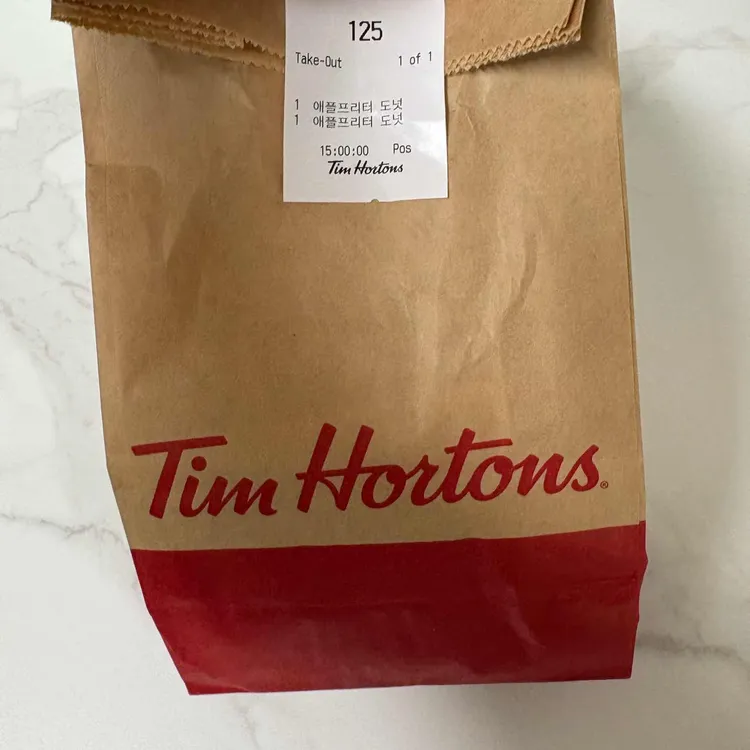 125
Take-Out 1 of 1
1 애플프리터 도넛
1 애플프리터 도넛
15:00:00 Pos
Tim Hortons
Tim Hortons®